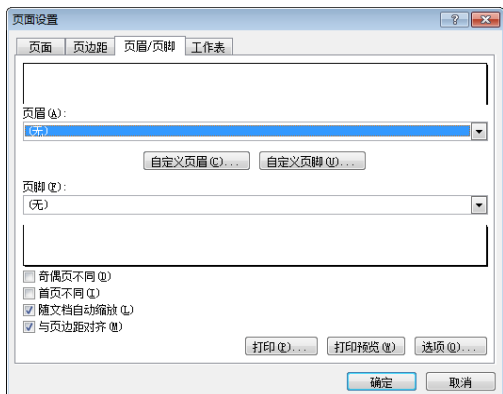 页面设置
页面 页边距 页眉/页脚 工作表
页眉(A):
(无)
自定义页眉(C)... 自定义页脚(U)...
页脚(F):
(无)
奇偶页不同(D)
首页不同(I)
随文档自动缩放(L)
与页边距对齐(M)
打印(P)... 打印预览(W) 选项(O)...
确定 取消